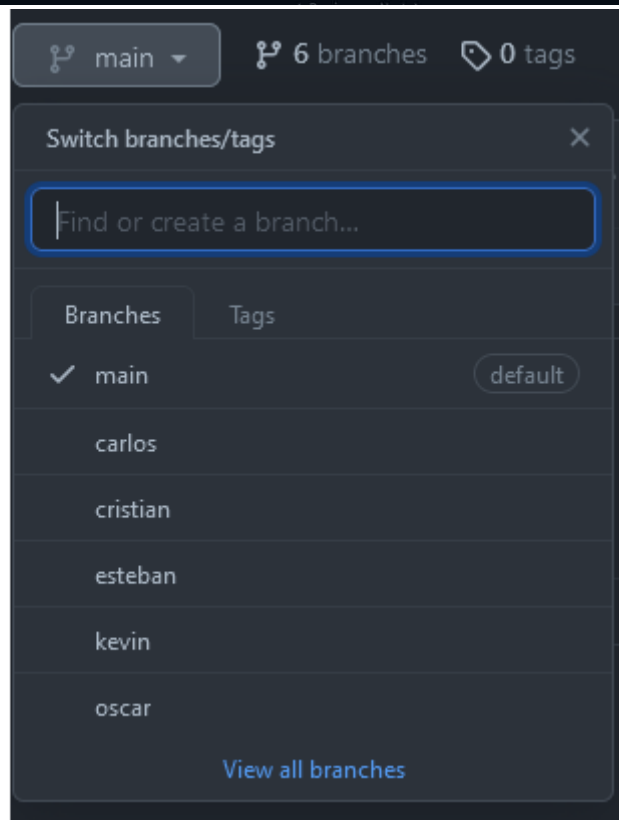 main 6 branches 0 tags
Switch branches/tags
Find or create a branch...
Branches Tags
main default
carlos
cristian
esteban
kevin
oscar
View all branches